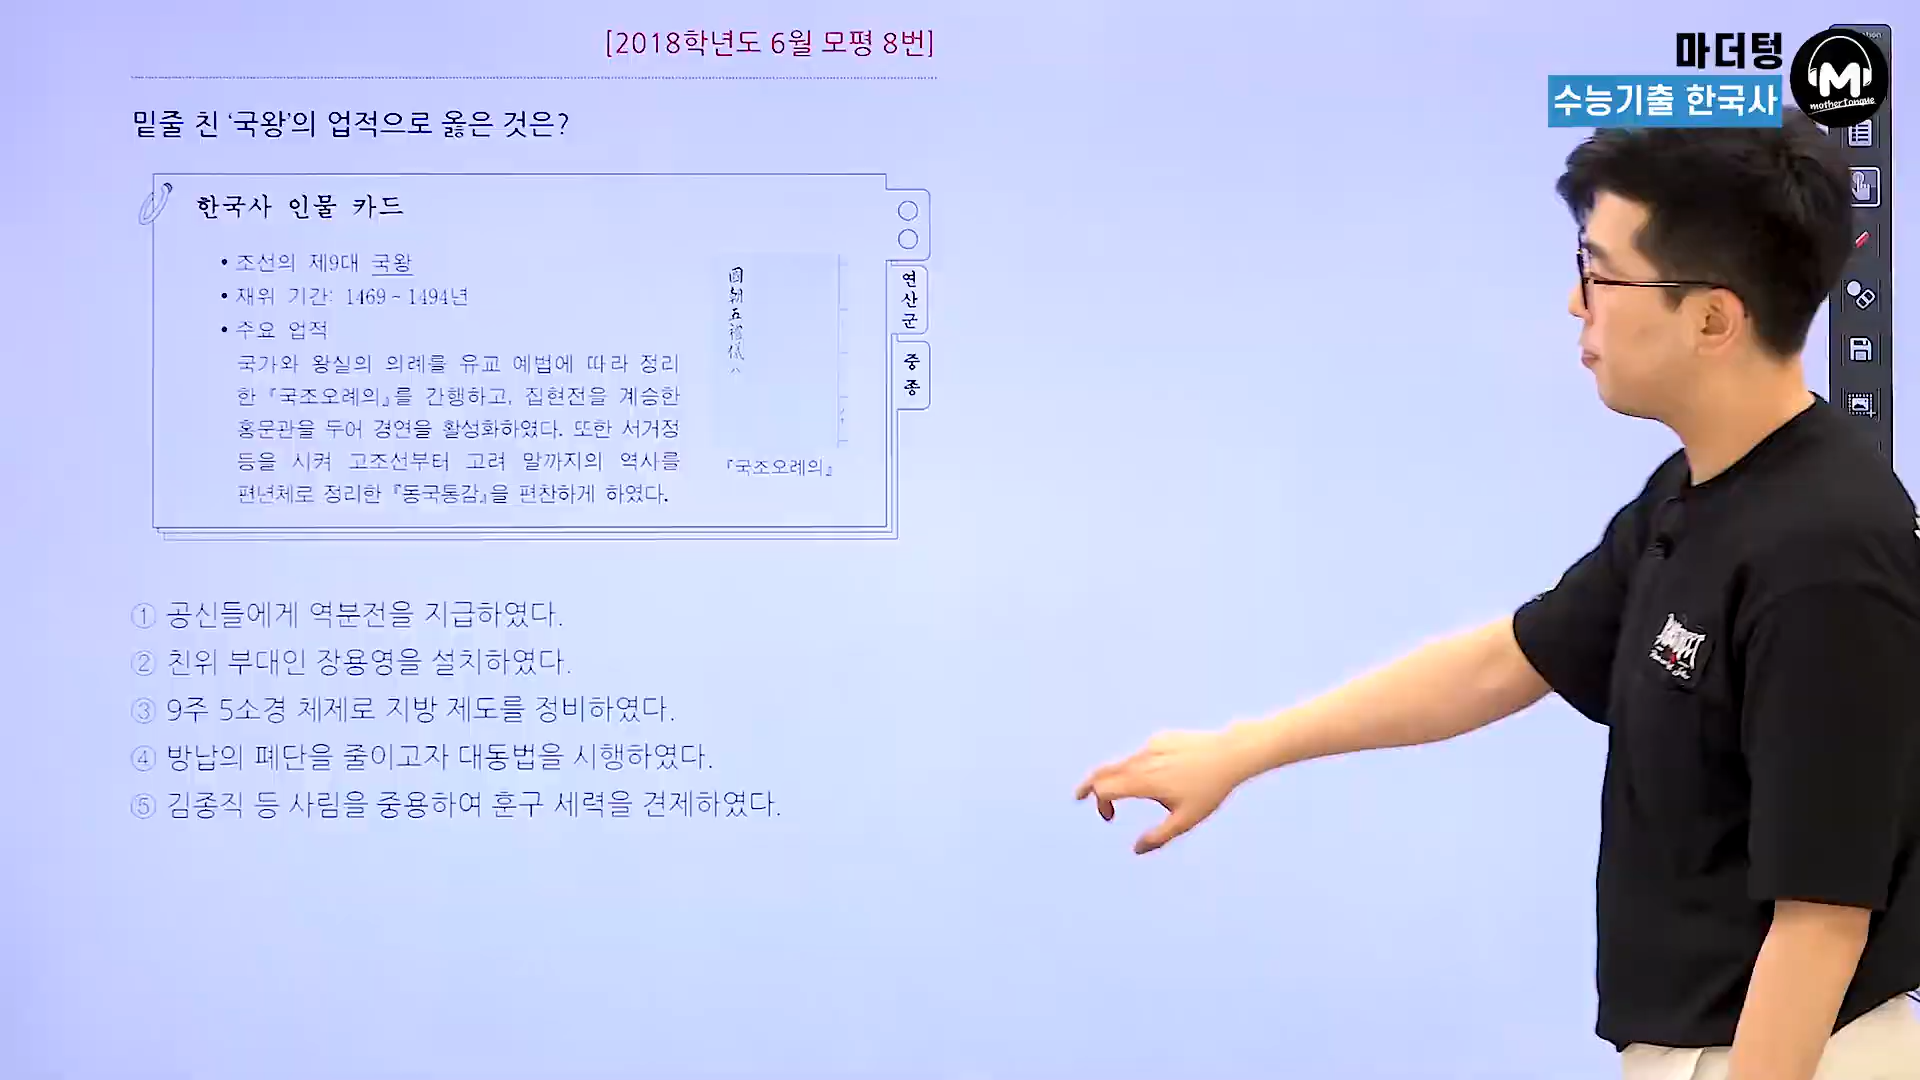 [2018학년도 6월 모평 8번]
마더텅
수능기출 한국사
mothertongue
밑줄 친 ‘국왕’의 업적으로 옳은 것은?
한국사 인물 카드
• 조선의 제9대 국왕
• 재위 기간: 1469 ~ 1494년
• 주요 업적
국가와 왕실의 의례를 유교 예법에 따라 정리
한 『국조오례의』를 간행하고, 집현전을 계승한
홍문관을 두어 경연을 활성화하였다. 또한 서거정
등을 시켜 고조선부터 고려 말까지의 역사를
편년체로 정리한 『동국통감』을 편찬하게 하였다.
國朝五禮儀 八
『국조오례의』
연산군
중종
① 공신들에게 역분전을 지급하였다.
② 친위 부대인 장용영을 설치하였다.
③ 9주 5소경 체제로 지방 제도를 정비하였다.
④ 방납의 폐단을 줄이고자 대동법을 시행하였다.
⑤ 김종직 등 사림을 중용하여 훈구 세력을 견제하였다.